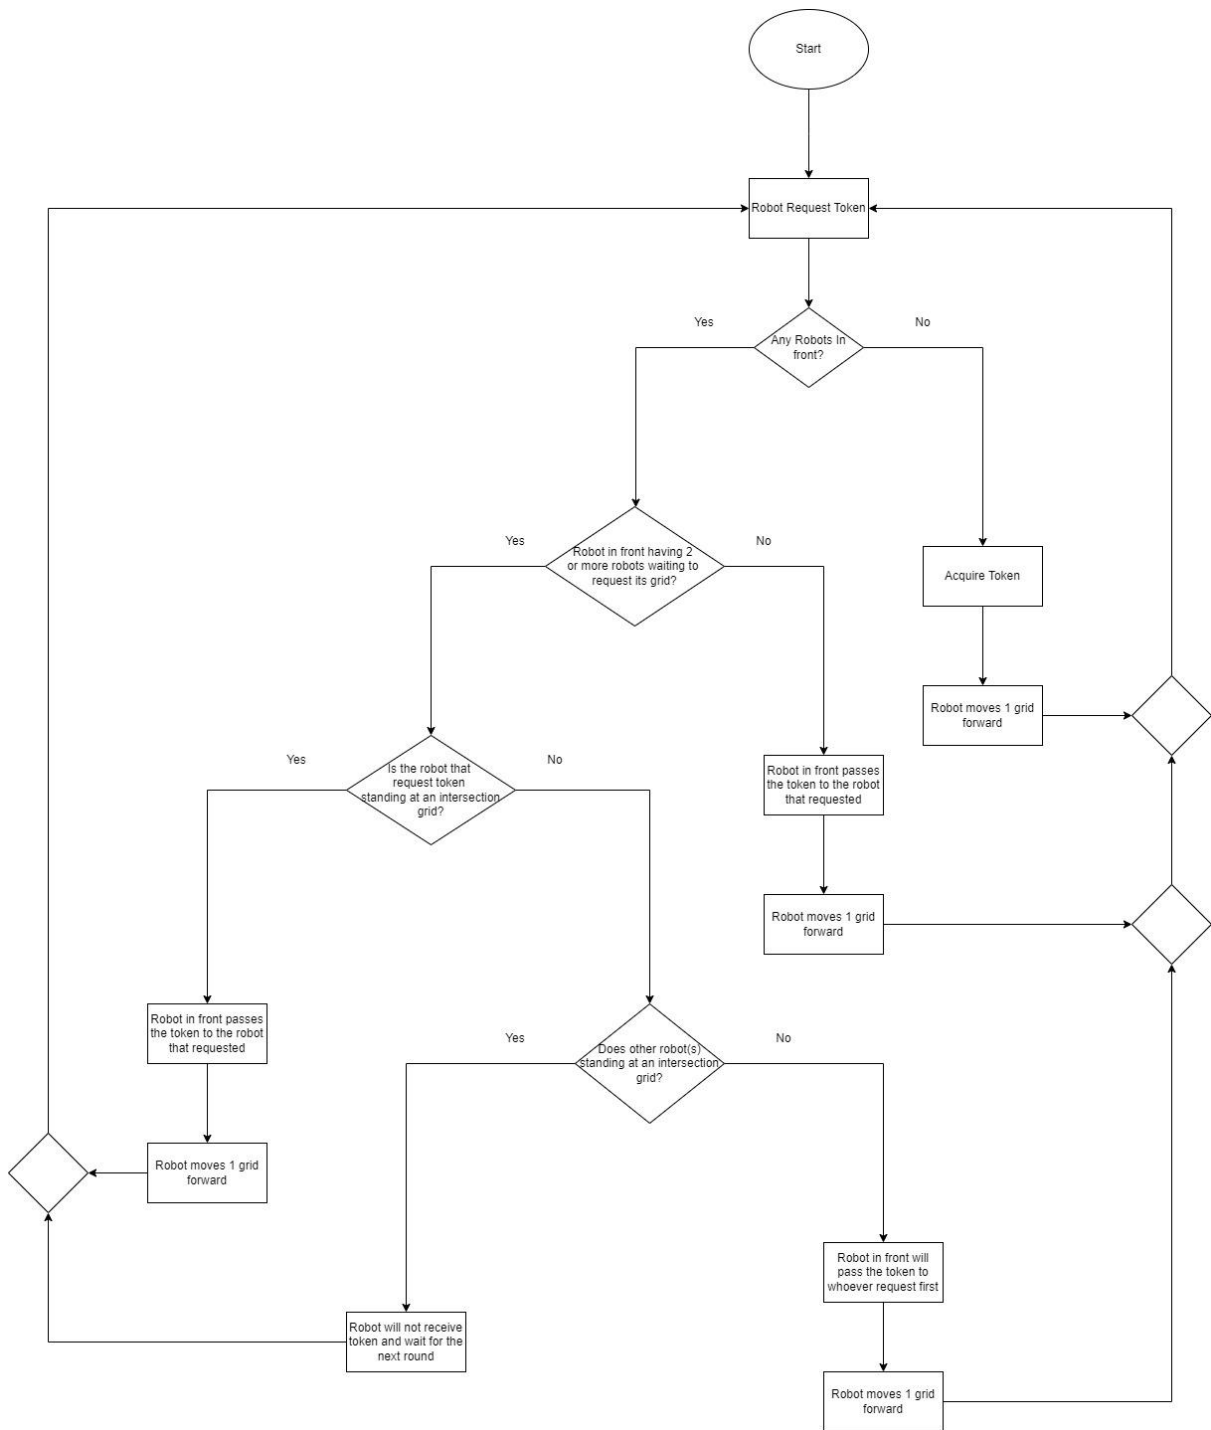 Start
Robot Request Token
Yes
No
Any Robots In
front?
Yes
No
Robot in front having 2
or more robots waiting to
request its grid?
Acquire Token
Robot moves 1 grid
forward
Yes
No
Is the robot that
request token
standing at an intersection
grid?
Robot in front passes
the token to the robot
that requested
Robot moves 1 grid
forward
Robot in front passes
the token to the robot
that requested
Yes
No
Does other robot(s)
standing at an intersection
grid?
Robot moves 1 grid
forward
Robot in front will
pass the token to
whoever request first
Robot will not receive
token and wait for the
next round
Robot moves 1 grid
forward